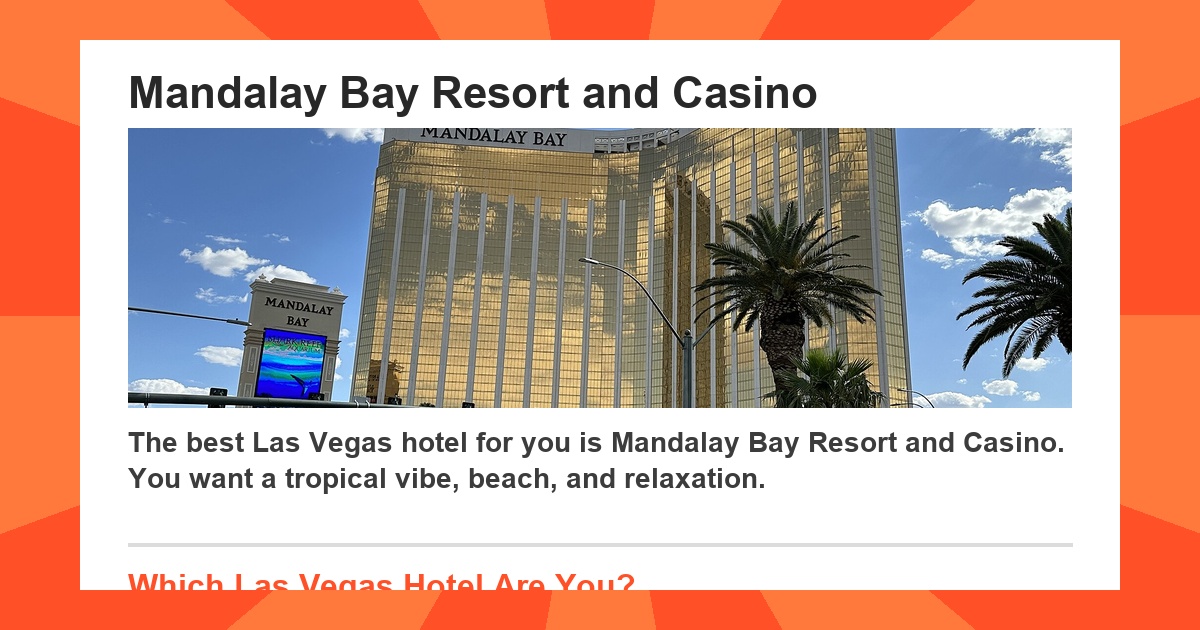 Mandalay Bay Resort and Casino
MANDALAY BAY
MANDALAY
BAY
The best Las Vegas hotel for you is Mandalay Bay Resort and Casino.
You want a tropical vibe, beach, and relaxation.
Which Las Vegas Hotel Are You?